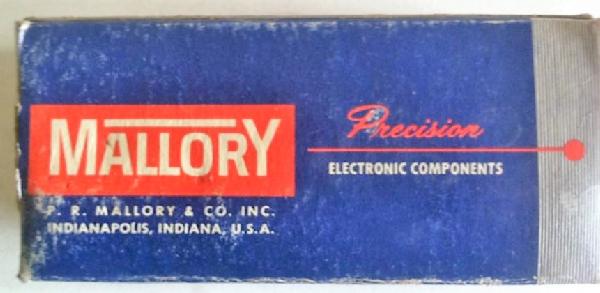 MALLORY
P. R. MALLORY & CO. INC.
INDIANAPOLIS, INDIANA, U.S.A.
Precision
ELECTRONIC COMPONENTS